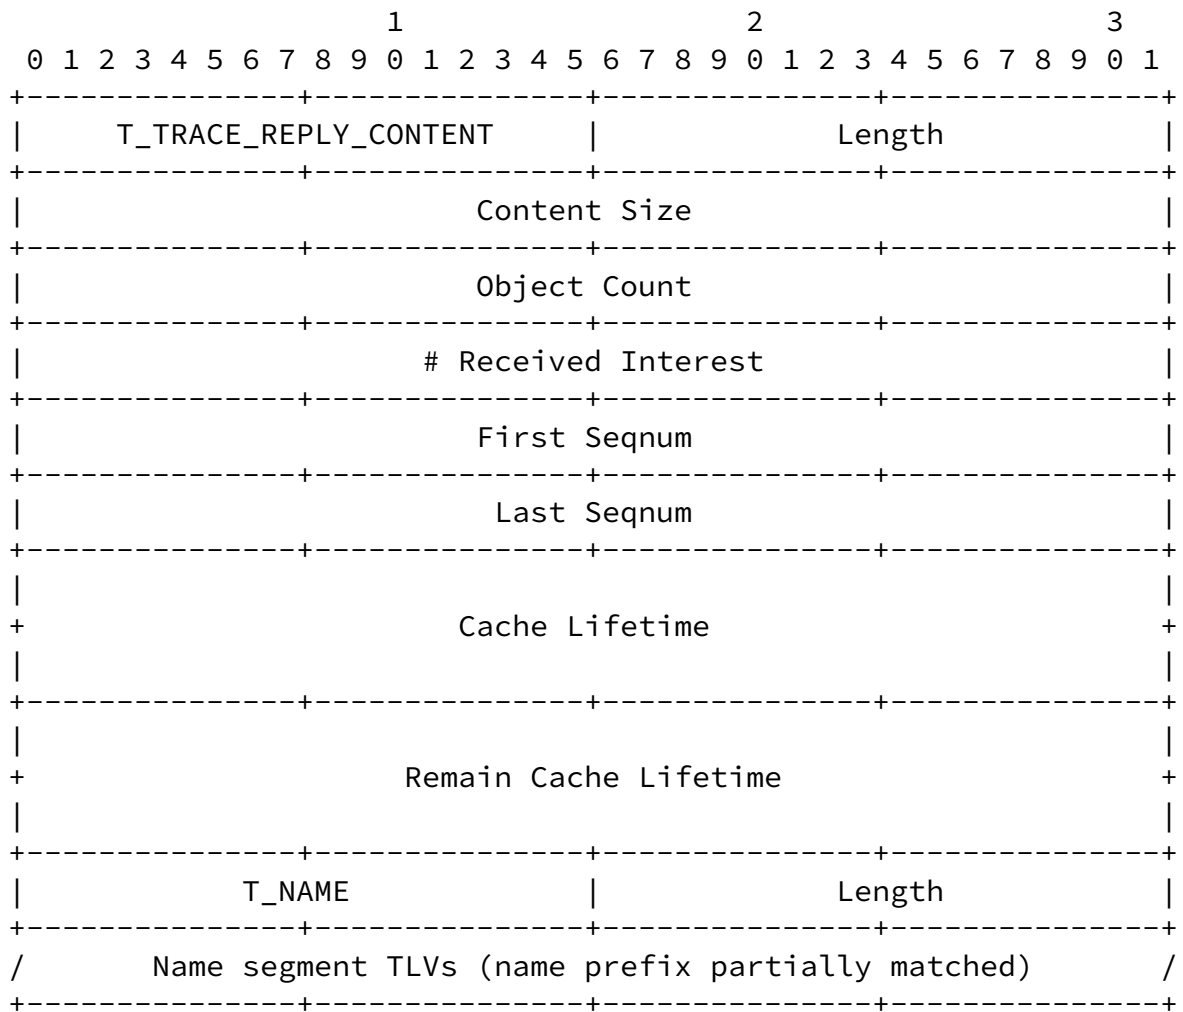 1                   2                   3
 0 1 2 3 4 5 6 7 8 9 0 1 2 3 4 5 6 7 8 9 0 1 2 3 4 5 6 7 8 9 0 1
+---------------+---------------+---------------+---------------+
|     T_TRACE_REPLY_CONTENT     |             Length            |
+---------------+---------------+---------------+---------------+
|                         Content Size                          |
+---------------+---------------+---------------+---------------+
|                         Object Count                          |
+---------------+---------------+---------------+---------------+
|                      # Received Interest                      |
+---------------+---------------+---------------+---------------+
|                         First Seqnum                          |
+---------------+---------------+---------------+---------------+
|                          Last Seqnum                          |
+---------------+---------------+---------------+---------------+
|                                                               |
+                        Cache Lifetime                         +
|                                                               |
+---------------+---------------+---------------+---------------+
|                                                               |
+                     Remain Cache Lifetime                     +
|                                                               |
+---------------+---------------+---------------+---------------+
|            T_NAME             |             Length            |
+---------------+---------------+---------------+---------------+
/       Name segment TLVs (name prefix partially matched)       /
+---------------+---------------+---------------+---------------+